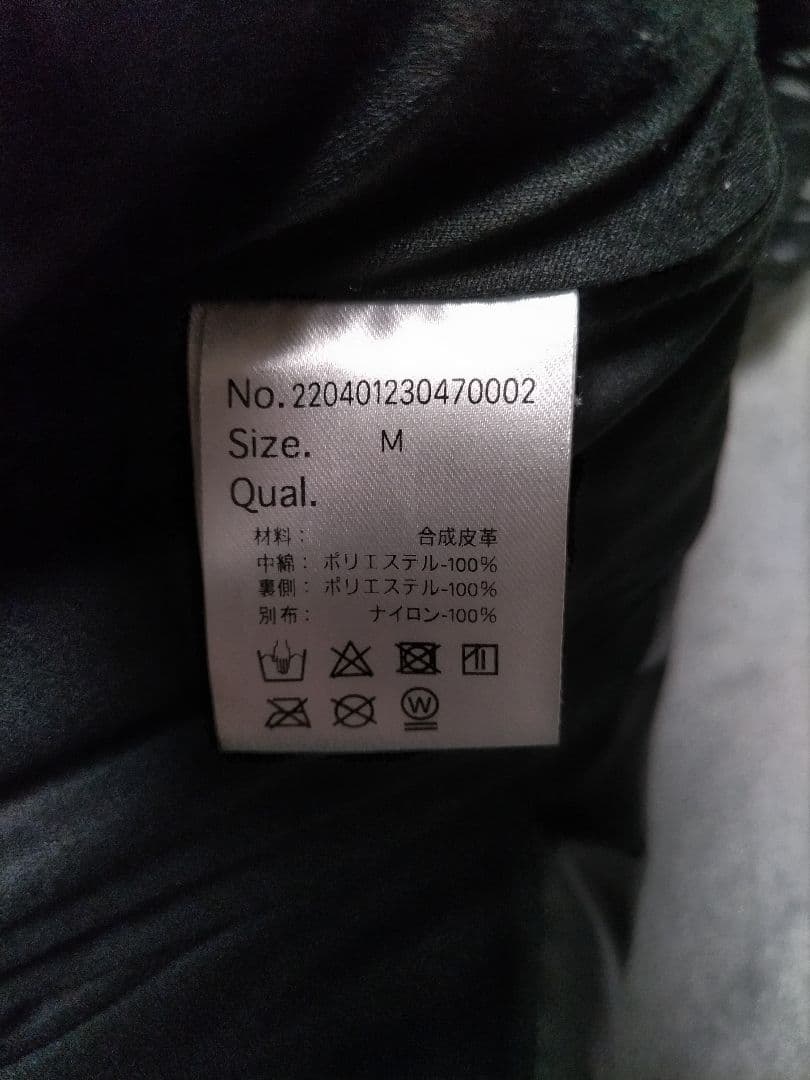 No.220401230470002
Size. M
Qual.
材料： 合成皮革
中綿： ポリエステル-100%
裏側： ポリエステル-100%
別布： ナイロン-100%
W